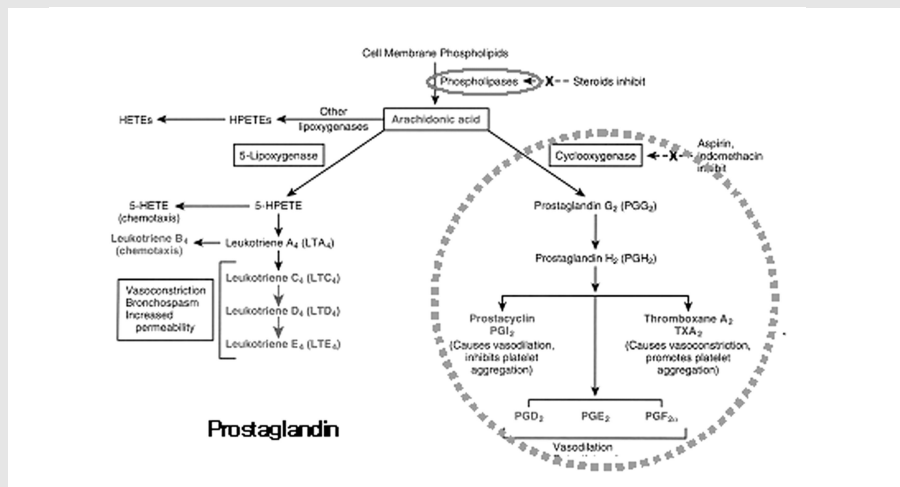 Cell Membrane Phospholipids
Phospholipases X Steroids inhibit
HETEs HPETEs Other lipoxygenases Arachidonic acid
5-Lipoxygenase
Cyclooxygenase X Aspirin,
indomethacin
inhibit
5-HETE 5-HPETE
(chemotaxis)
Prostaglandin G₂ (PGG₂)
Leukotriene B₄ Leukotriene A₄ (LTA₄)
(chemotaxis)
Prostaglandin H₂ (PGH₂)
Leukotriene C₄ (LTC₄)
Leukotriene D₄ (LTD₄)
Leukotriene E₄ (LTE₄)
Vasoconstriction
Bronchospasm
Increased
permeability
Prostacyclin
PGI₂
(Causes vasodilation,
inhibits platelet
aggregation)
Thromboxane A₂
TXA₂
(Causes vasoconstriction,
promotes platelet
aggregation)
PGD₂ PGE₂ PGF₂α
Vasodilation
Prostaglandin